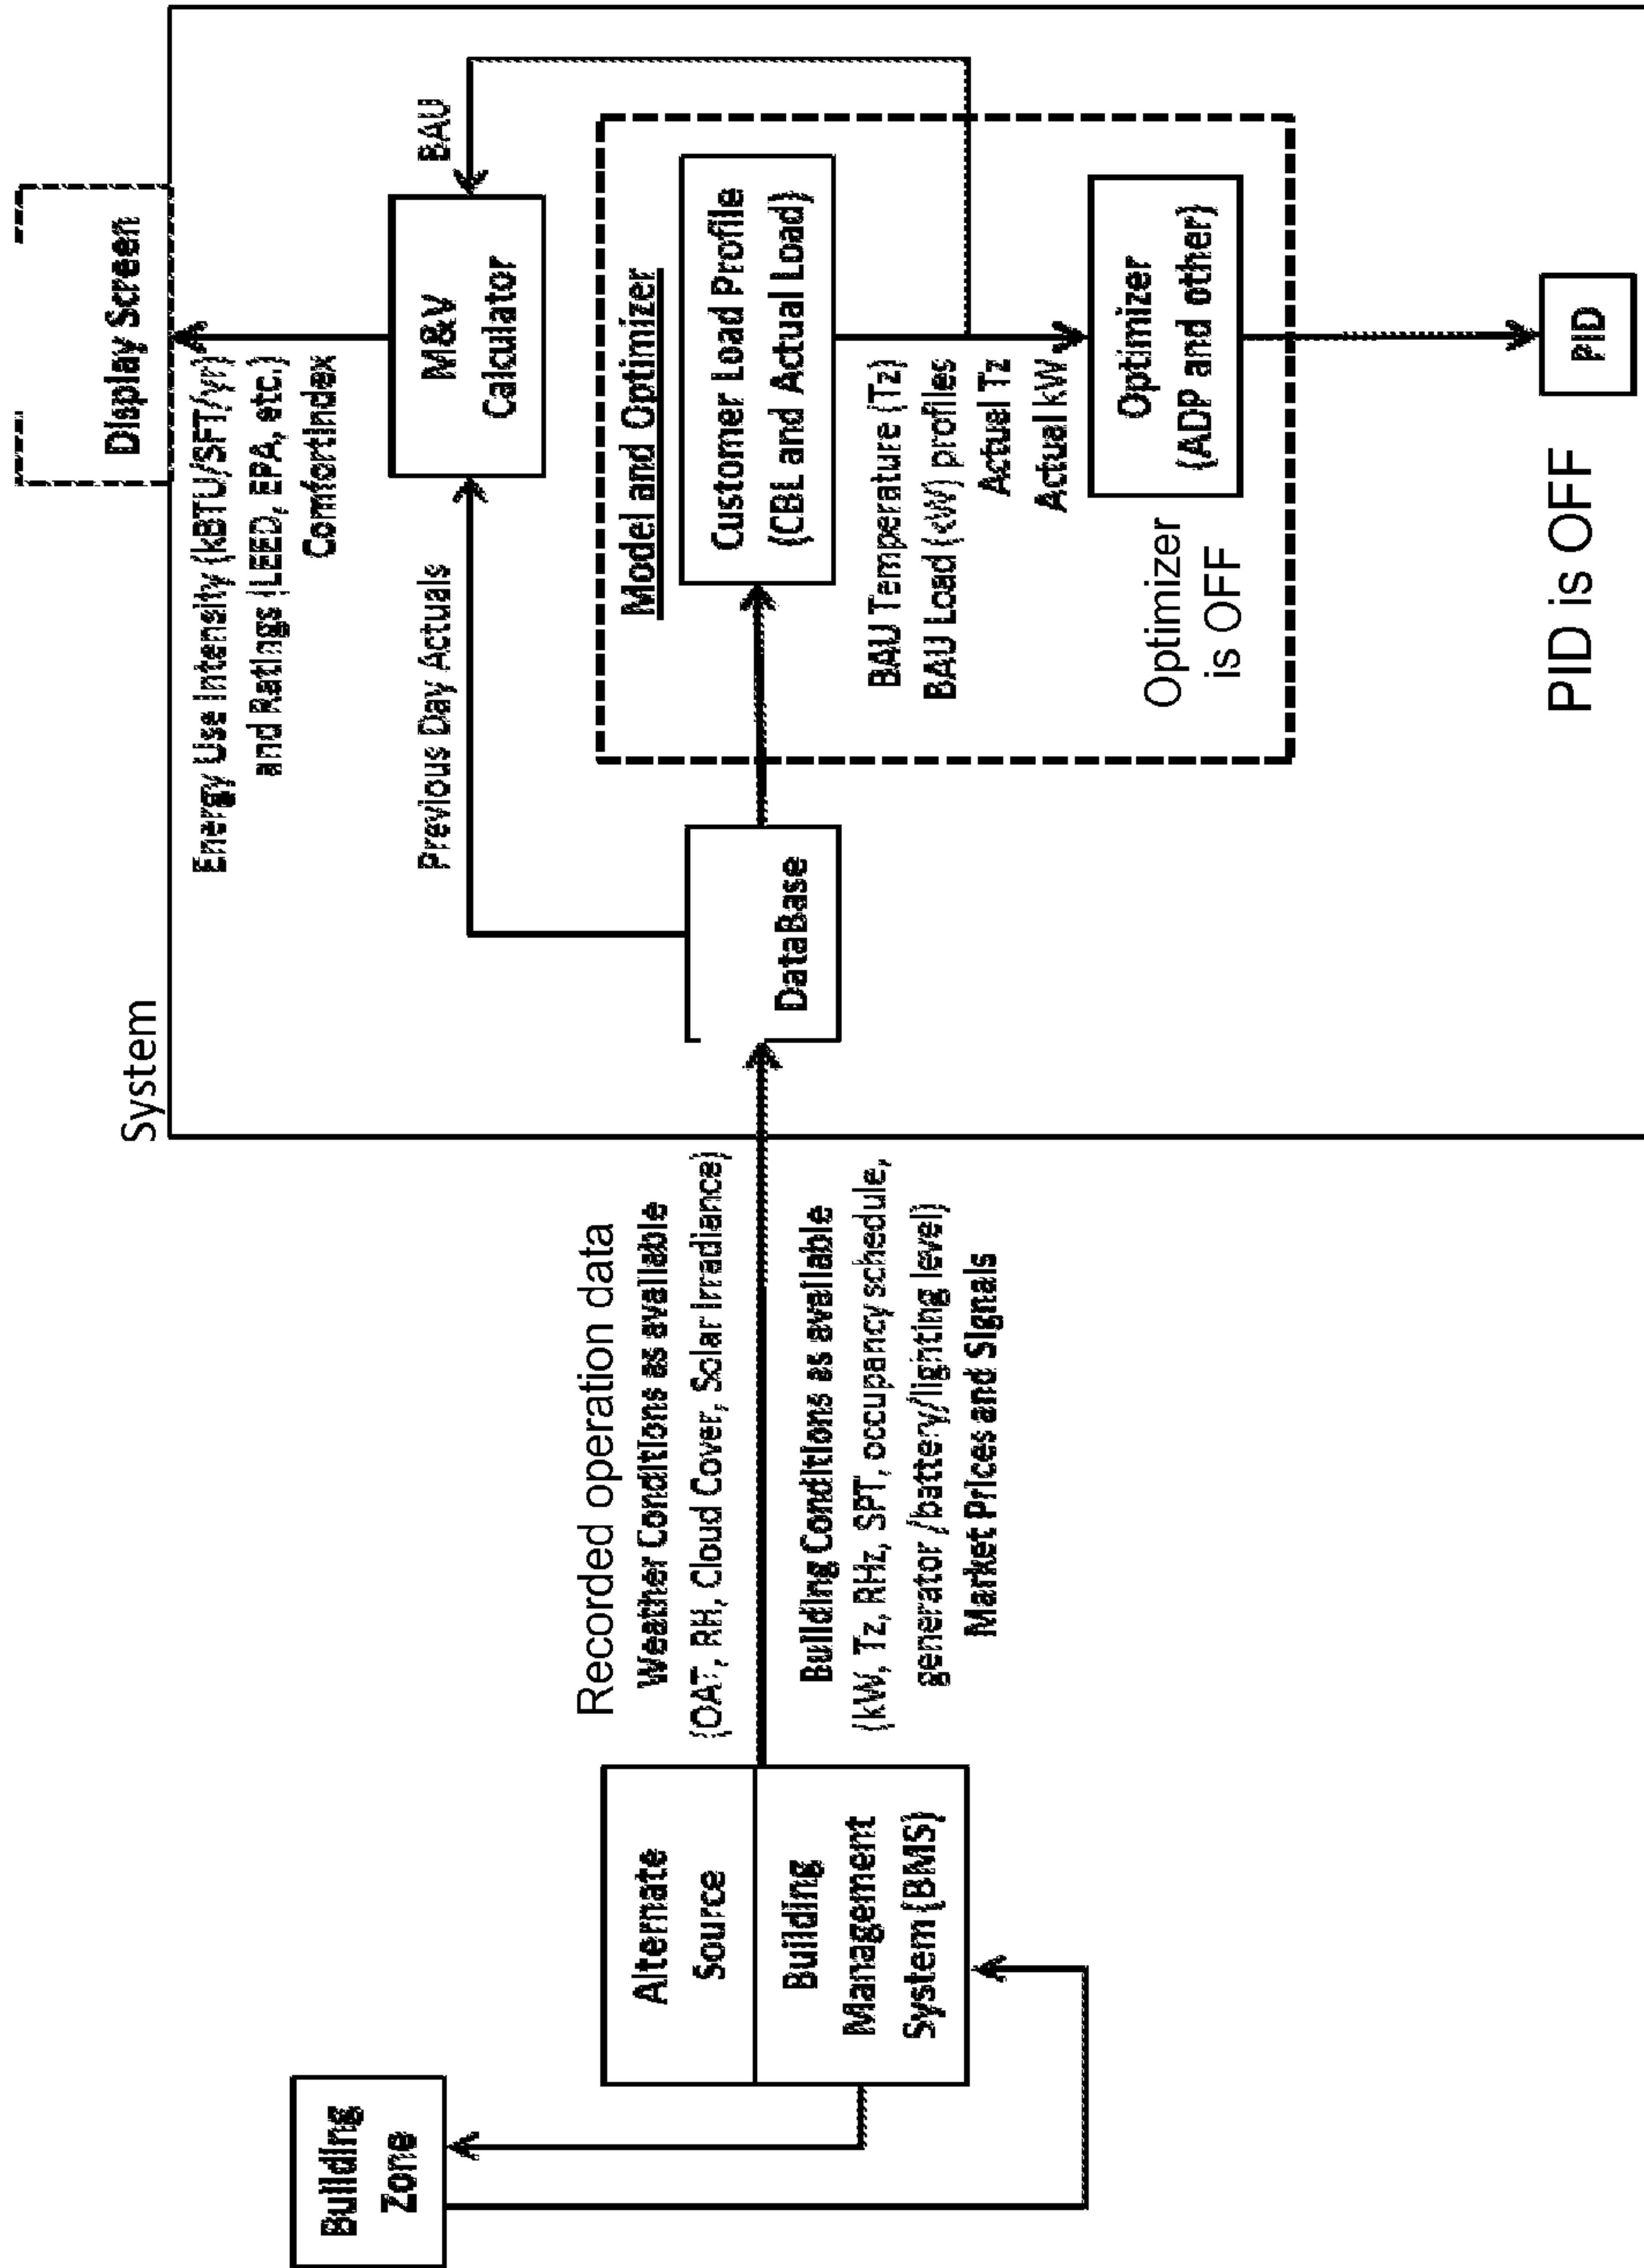 System
Display Screen
Energy Use Intensity (kBTU/SFT/yr)
and Ratings (LEED, EPA, etc.)
ComfortIndex
Previous Day Actuals
M&V
Calculator
BAU
Model and Optimizer
Customer Load Profile
(CBL and Actual Load)
DataBase
BAU Temperature (Tz)
BAU Load (kW) profiles
Actuel Tz
Actual kW
Optimizer
(ADP and other)
Optimizer
is OFF
PID
PID is OFF
Recorded operation data
Weather Conditions as available
(OAT, RH, Cloud Cover, Solar Irradiance)
Building Conditions as available
(kW, Tz, RHz, SPT, occupancy schedule,
generator /battery/lighting level)
Market Prices and Signals
Building
Zone
Alternate
Source
Building
Management
System (BMS)